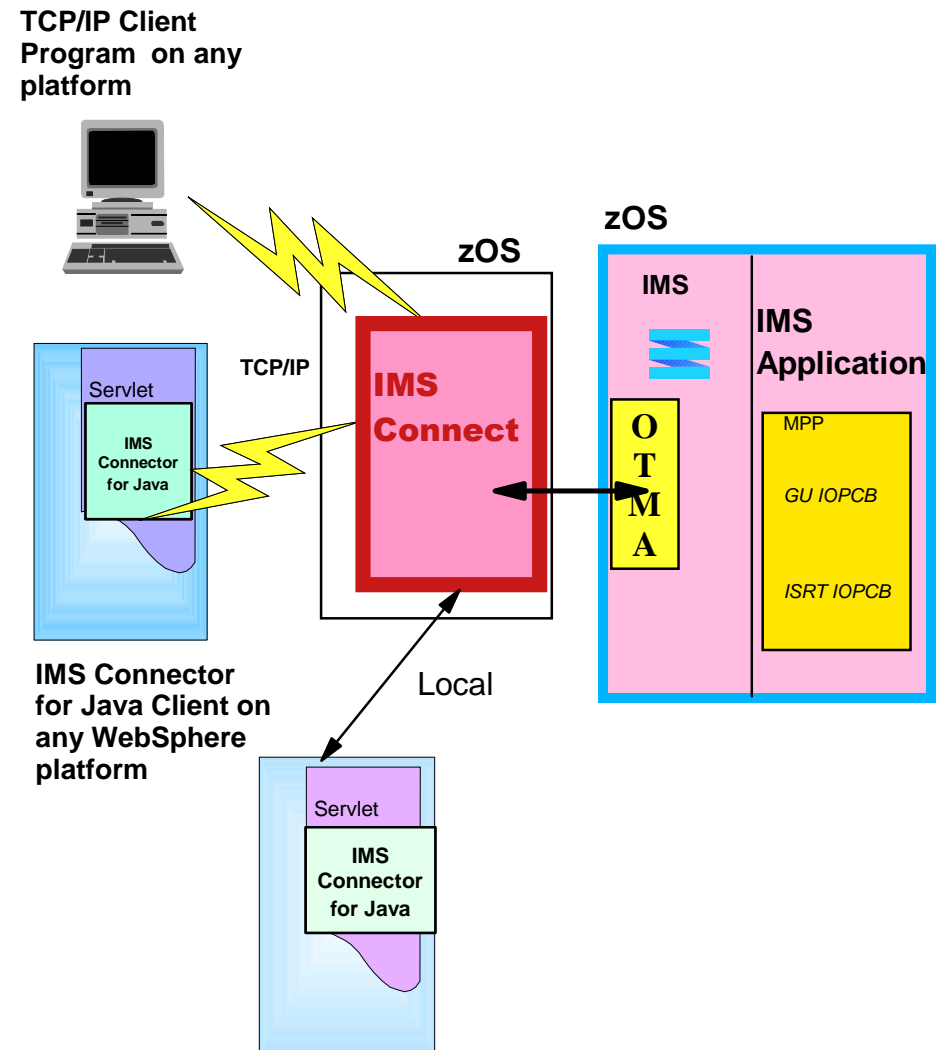 TCP/IP Client
Program on any
platform
zOS
zOS
IMS
IMS
Application
TCP/IP
IMS
Connect
Servlet
IMS
Connector
for Java
O
T
M
A
MPP
GU IOPCB
ISRT IOPCB
IMS Connector
for Java Client on
any WebSphere
platform
Local
Servlet
IMS
Connector
for Java